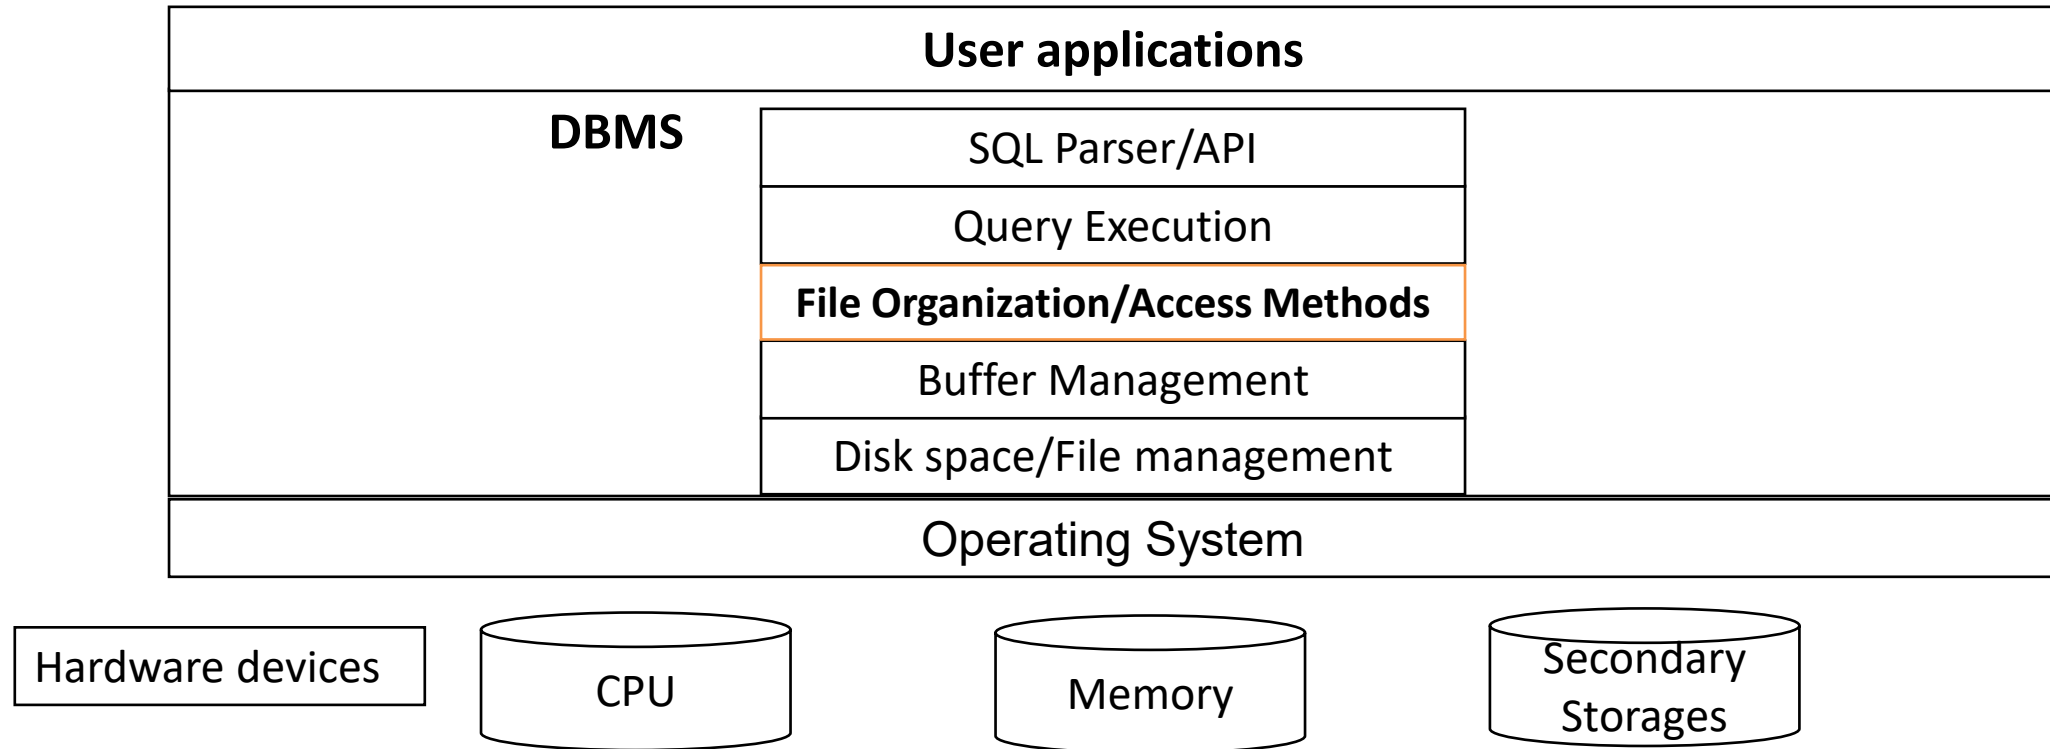 User applications
DBMS
SQL Parser/API
Query Execution
File Organization/Access Methods
Buffer Management
Disk space/File management
Operating System
Hardware devices
CPU
Memory
Secondary
Storages